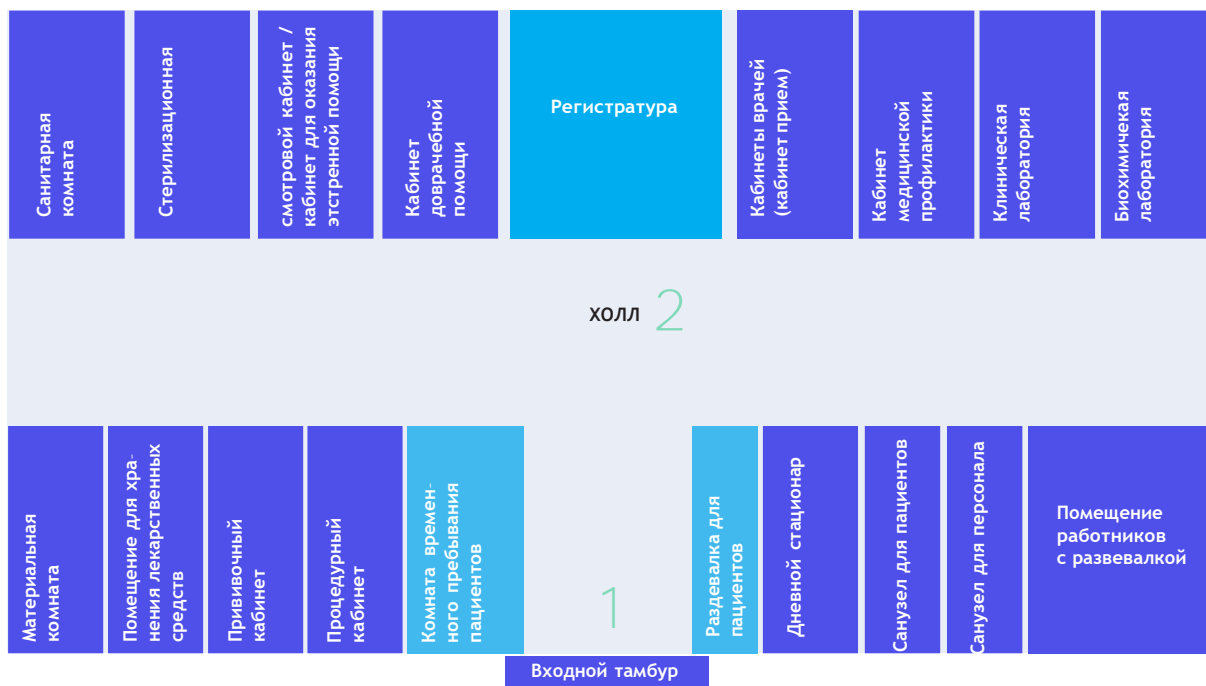 Санитарная
комната
Стерилизационная
смотровой кабинет /
кабинет для оказания
этстренной помощи
Кабинет
доврачебной
помощи
Регистратура
Кабинеты врачей
(кабинет прием)
Кабинет
медицинской
профилактики
Клиническая
лаборатория
Биохимичекая
лаборатория
холл 2
Материальная
комната
Помещение для хра-
нения лекарственных
средств
Прививочный
кабинет
Процедурный
кабинет
Комната времен-
ного пребывания
пациентов
1
Раздевалка для
пациентов
Дневной стационар
Санузел для пациентов
Санузел для персонала
Помещение
работников
с развевалкой
Входной тамбур